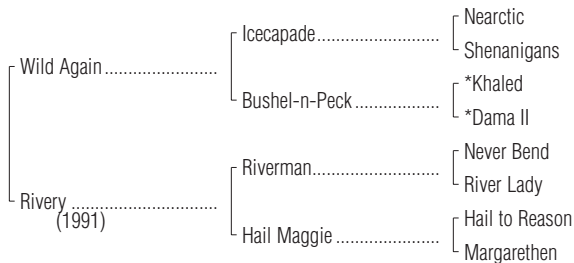 Nearctic
Icecapade........................
Shenanigans
Wild Again........................
*Khaled
Bushel-n-Peck..................
*Dama II
Never Bend
Riverman........................
River Lady
Rivery...............................
(1991)
Hail to Reason
Hail Maggie......................
Margarethen